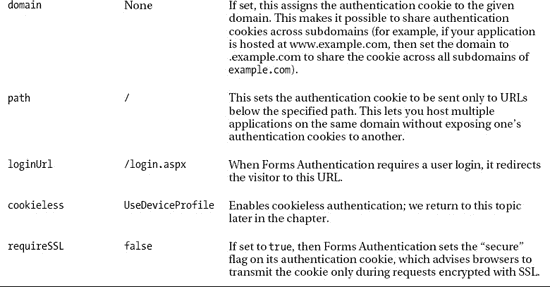 domain None If set, this assigns the authentication cookie to the given
domain. This makes it possible to share authentication
cookies across subdomains (for example, if your application
is hosted at www.example.com, then set the domain to
.example.com to share the cookie across all subdomains of
example.com).
path / This sets the authentication cookie to be sent only to URLs
below the specified path. This lets you host multiple
applications on the same domain without exposing one’s
authentication cookies to another.
loginUrl /login.aspx When Forms Authentication requires a user login, it redirects
the visitor to this URL.
cookieless UseDeviceProfile Enables cookieless authentication; we return to this topic
later in the chapter.
requireSSL false If set to true, then Forms Authentication sets the “secure”
flag on its authentication cookie, which advises browsers to
transmit the cookie only during requests encrypted with SSL.